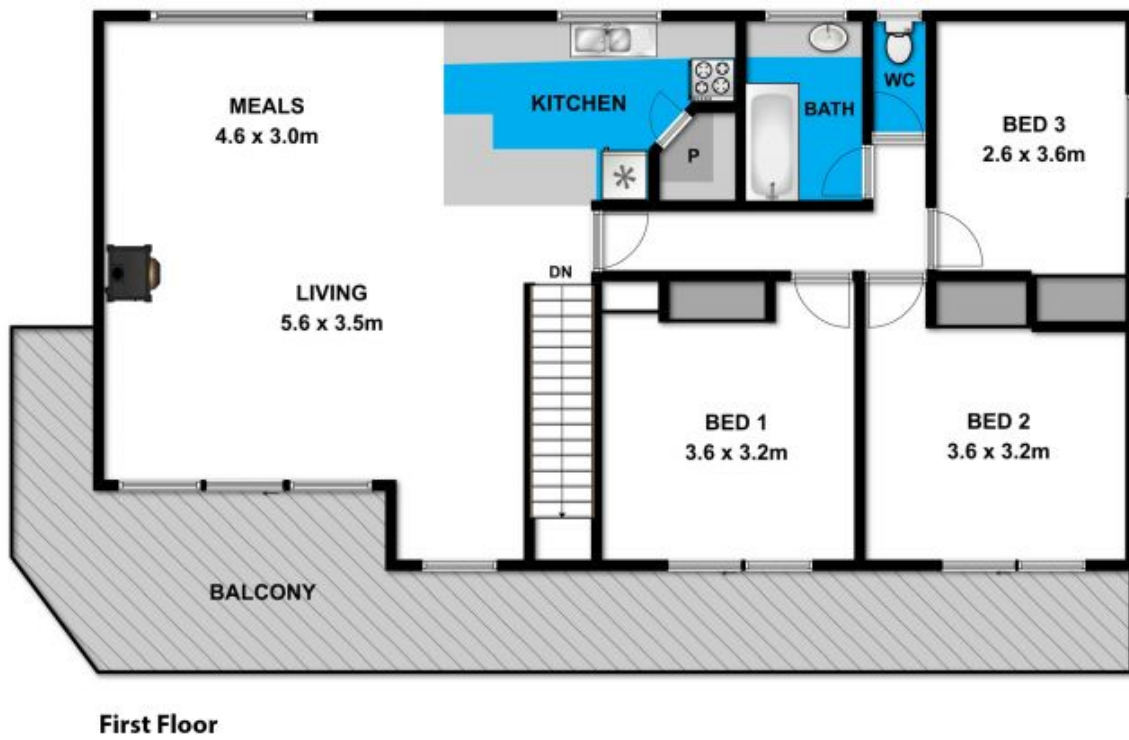 MEALS
4.6 x 3.0m
KITCHEN
P
BATH
WC
BED 3
2.6 x 3.6m
LIVING
5.6 x 3.5m
DN
BED 1
3.6 x 3.2m
BED 2
3.6 x 3.2m
BALCONY
First Floor